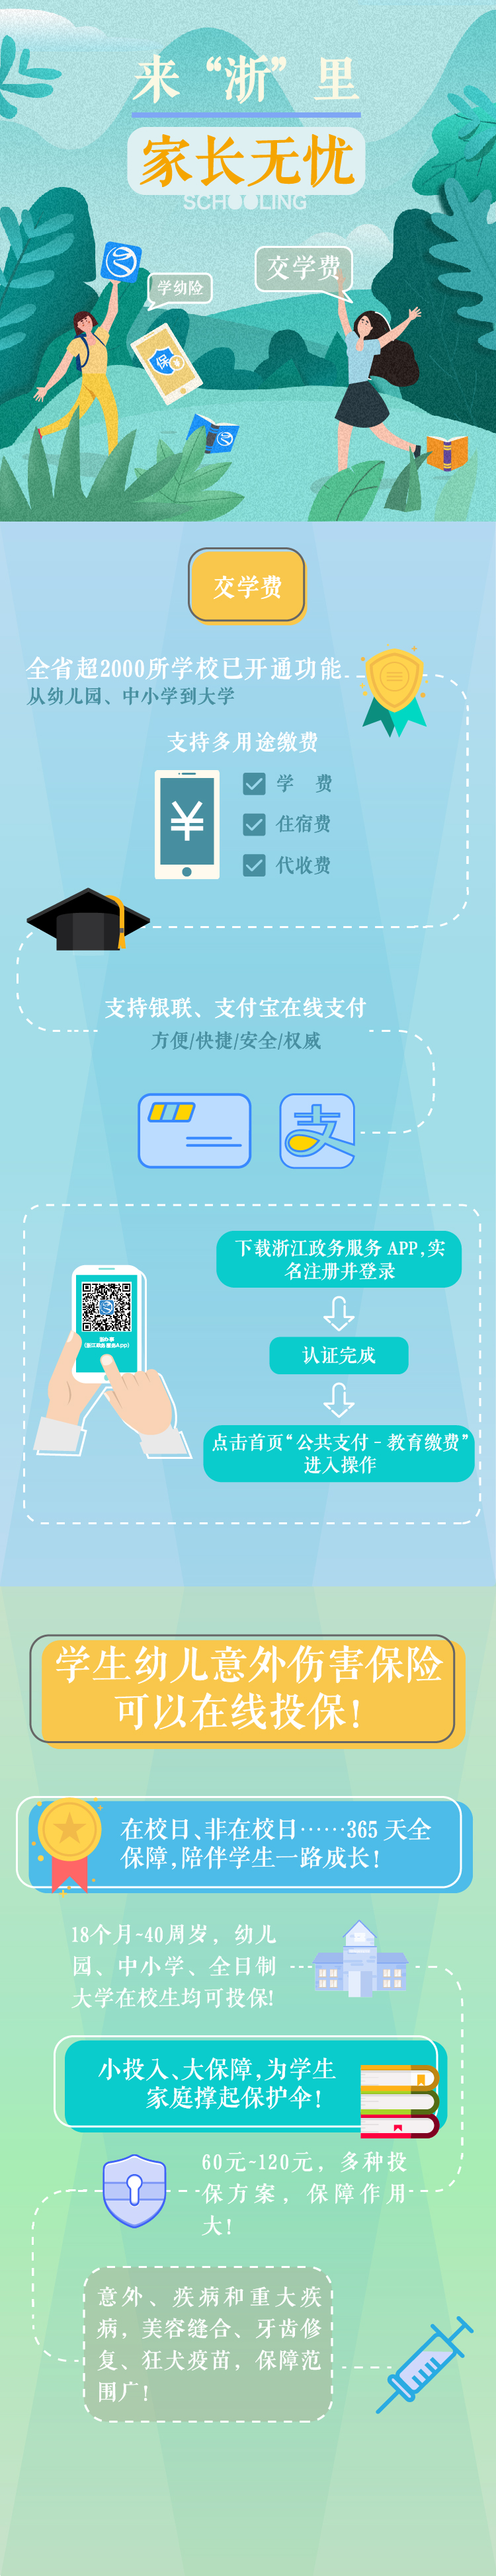 来“浙”里
家长无忧
SCHOOLING
学幼险
交学费
保
¥
交学费
全省超2000所学校已开通功能
从幼儿园、中小学到大学
支持多用途缴费
¥
学 费
住宿费
代收费
支持银联、支付宝在线支付
方便/快捷/安全/权威
支
下载浙江政务服务 APP,实
名注册并登录
(浙江政务服务App)
认证完成
点击首页“公共支付-教育缴费”
进入操作
学生幼儿意外伤害保险
可以在线投保!
在校日、非在校日……365 天全
保障,陪伴学生一路成长!
18个月~40周岁，幼儿
园、中小学、全日制
大学在校生均可投保!
小投入、大保障,为学生
家庭撑起保护伞!
60元~120元，多种投
保方案，保障作用
大!
意外、疾病和重大疾
病，美容缝合、牙齿修
复、狂犬疫苗，保障范
围广!